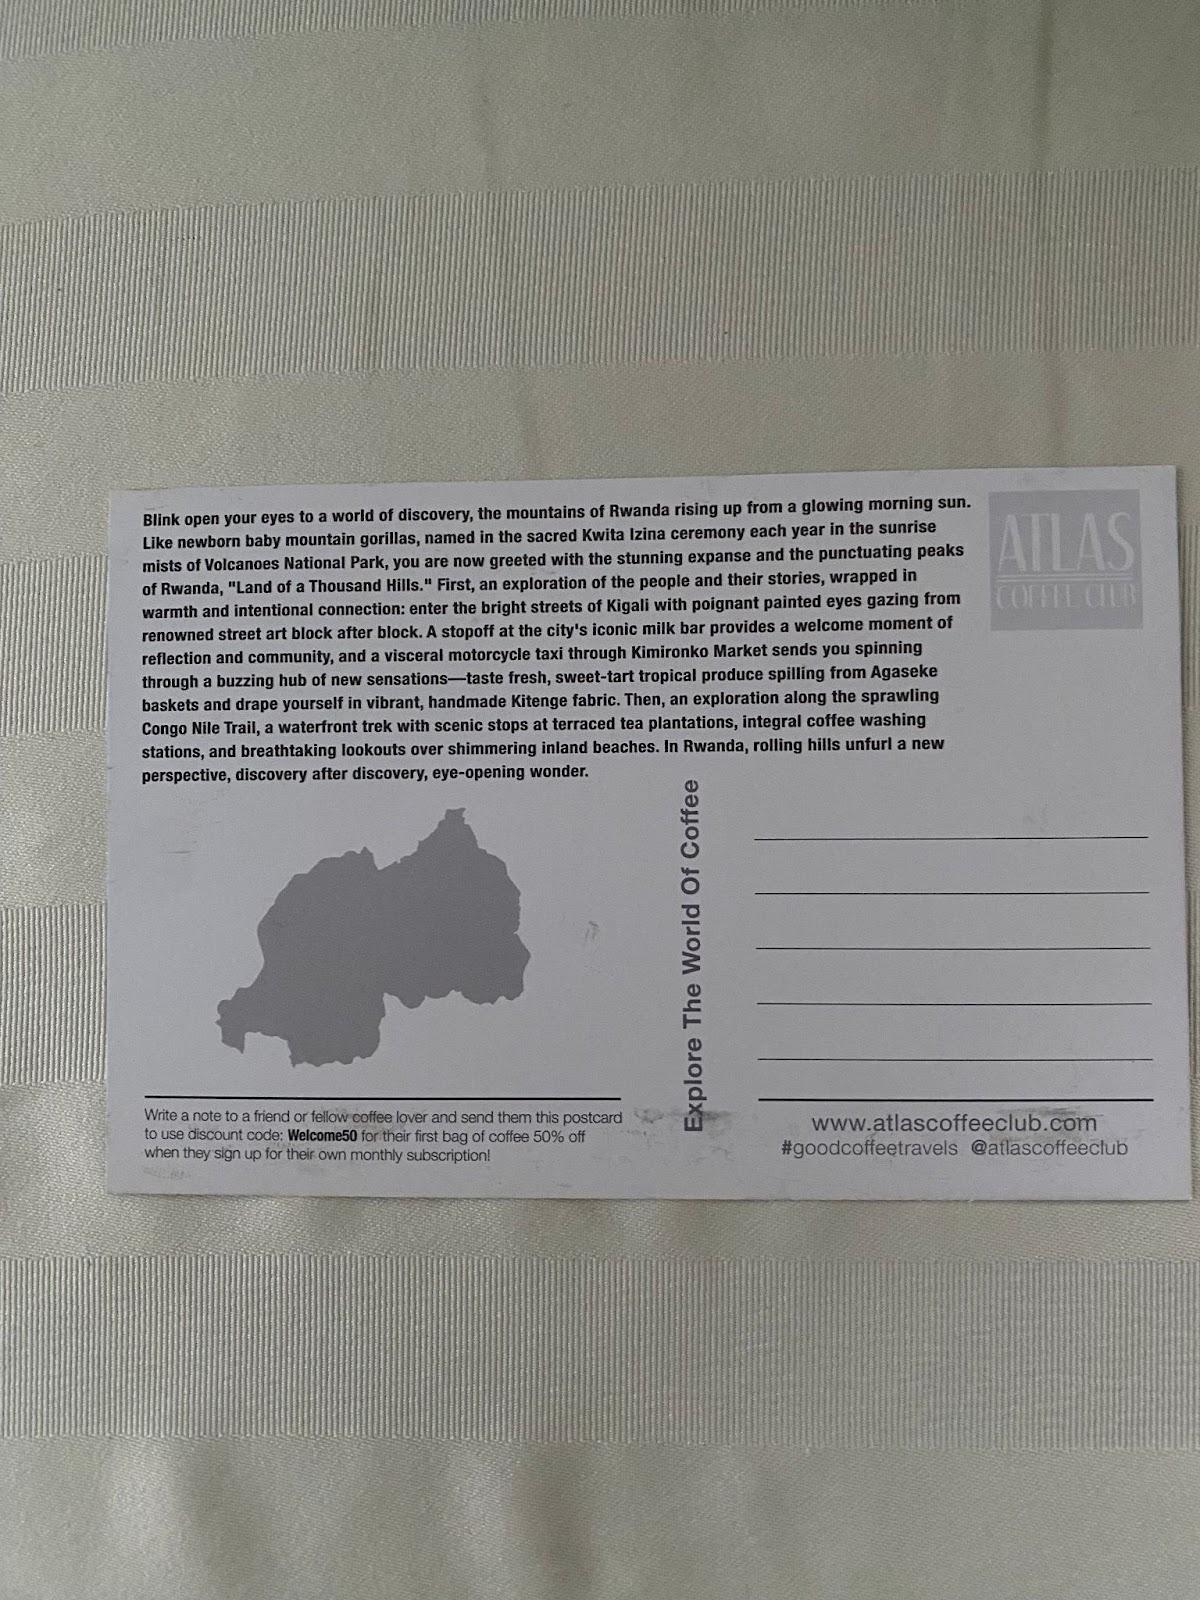 Blink open your eyes to a world of discovery, the mountains of Rwanda rising up from a glowing morning sun.
Like newborn baby mountain gorillas, named in the sacred Kwita Izina ceremony each year in the sunrise
mists of Volcanoes National Park, you are now greeted with the stunning expanse and the punctuating peaks
of Rwanda, "Land of a Thousand Hills." First, an exploration of the people and their stories, wrapped in
warmth and intentional connection: enter the bright streets of Kigali with poignant painted eyes gazing from
renowned street art block after block. A stopoff at the city's iconic milk bar provides a welcome moment of
reflection and community, and a visceral motorcycle taxi through Kimironko Market sends you spinning
through a buzzing hub of new sensations—taste fresh, sweet-tart tropical produce spilling from Agaseke
baskets and drape yourself in vibrant, handmade Kitenge fabric. Then, an exploration along the sprawling
Congo Nile Trail, a waterfront trek with scenic stops at terraced tea plantations, integral coffee washing
stations, and breathtaking lookouts over shimmering inland beaches. In Rwanda, rolling hills unfurl a new
perspective, discovery after discovery, eye-opening wonder.
ATLAS
COFFEE CLUB
Explore The World Of Coffee
Write a note to a friend or fellow coffee lover and send them this postcard
to use discount code: Welcome50 for their first bag of coffee 50% off
when they sign up for their own monthly subscription!
www.atlascoffeeclub.com
#goodcoffeetravels @atlascoffeeclub